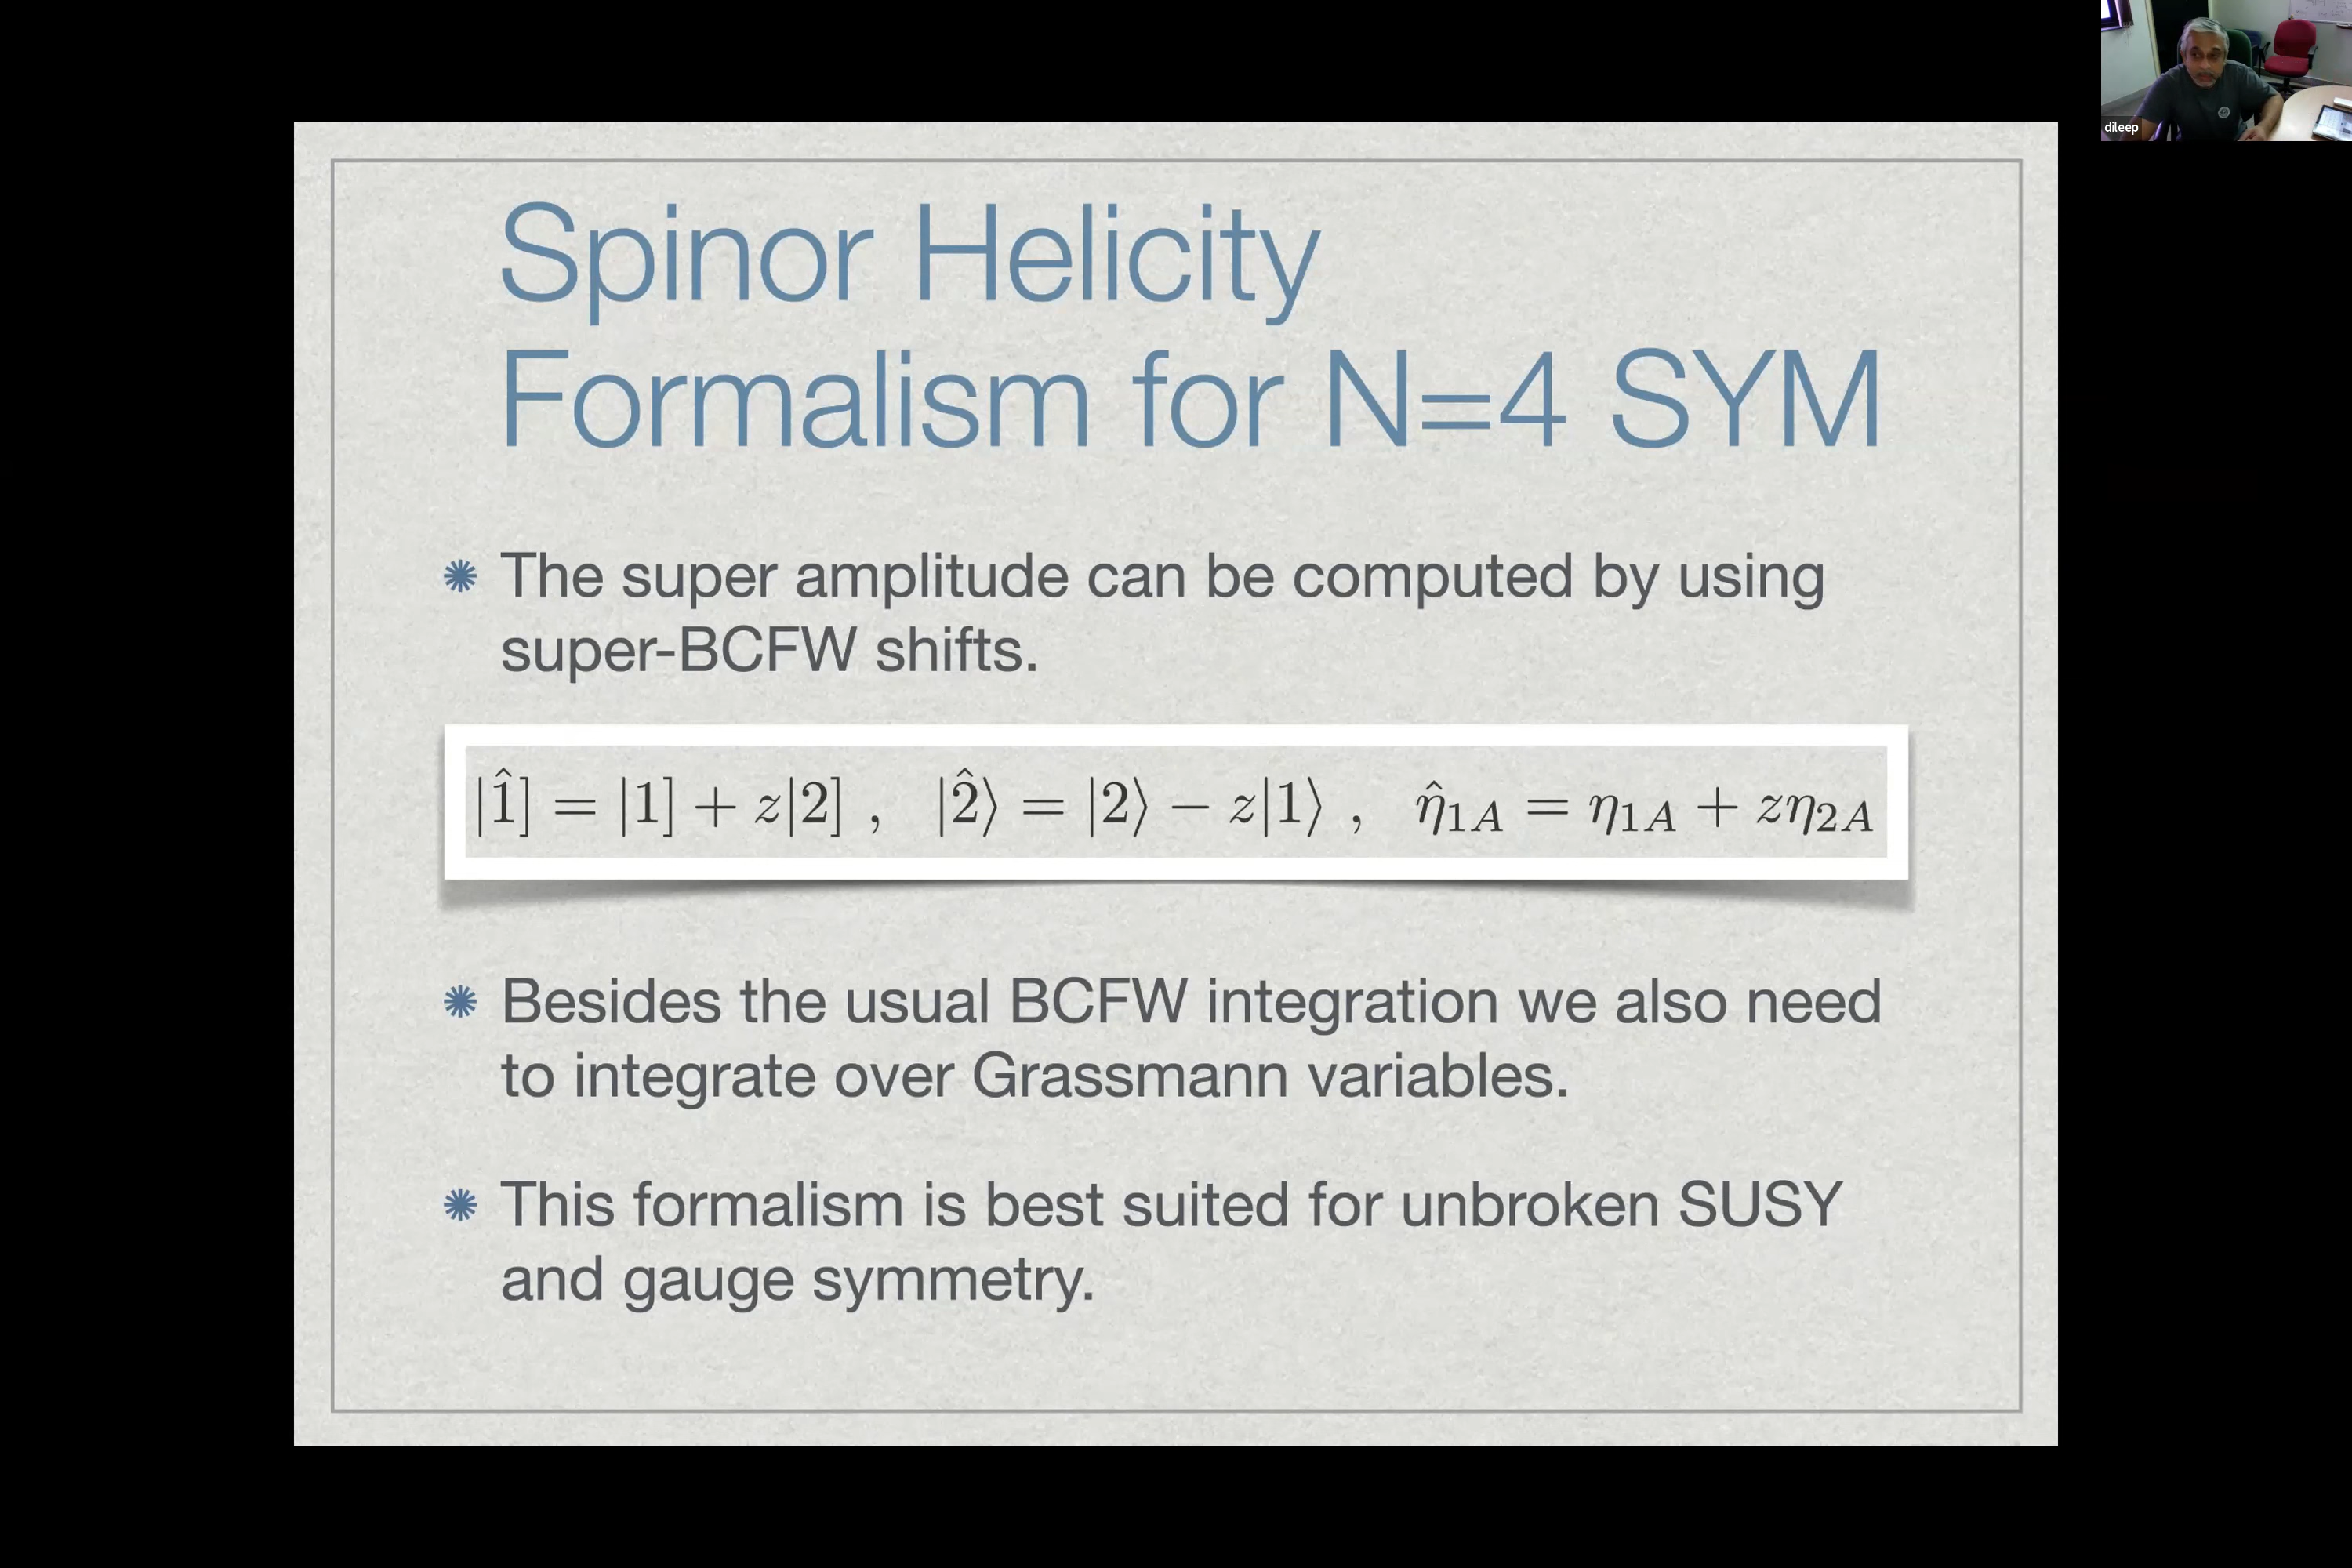 dileep
Spinor Helicity
Formalism for N=4 SYM
The super amplitude can be computed by using
super-BCFW shifts.
|1̂] = |1] + z|2] ,   |2̂⟩ = |2⟩ − z|1⟩ ,   η̂₁A = η₁A + zη₂A
Besides the usual BCFW integration we also need
to integrate over Grassmann variables.
This formalism is best suited for unbroken SUSY
and gauge symmetry.